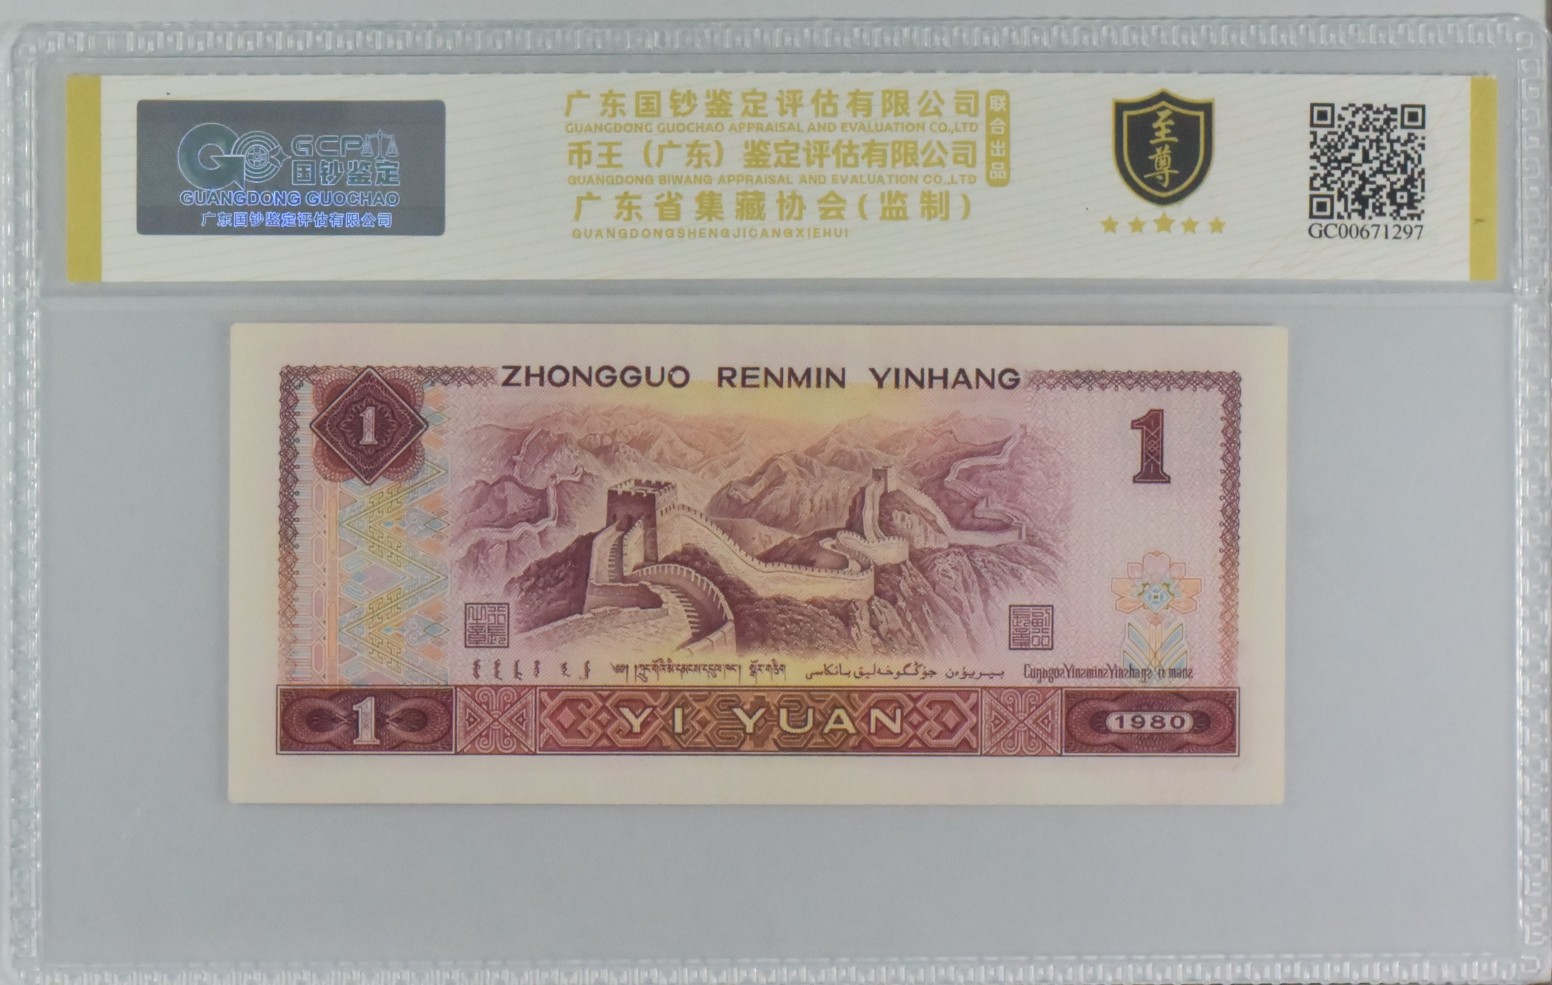 GCP
国钞鉴定
GUANGDONG GUOCHAO
广东国钞鉴定评估有限公司
广东国钞鉴定评估有限公司
GUANGDONG GUOCHAO APPRAISAL AND EVALUATION CO.,LTD
币王（广东）鉴定评估有限公司
GUANGDONG BIWANG APPRAISAL AND EVALUATION CO.,LTD
联合出品
广东省集藏协会(监制)
GUANGDONGSHENGJICANGXIEHUI
至尊
GC00671297
ZHONGGUO RENMIN YINHANG
1
1
YI YUAN
1
1980